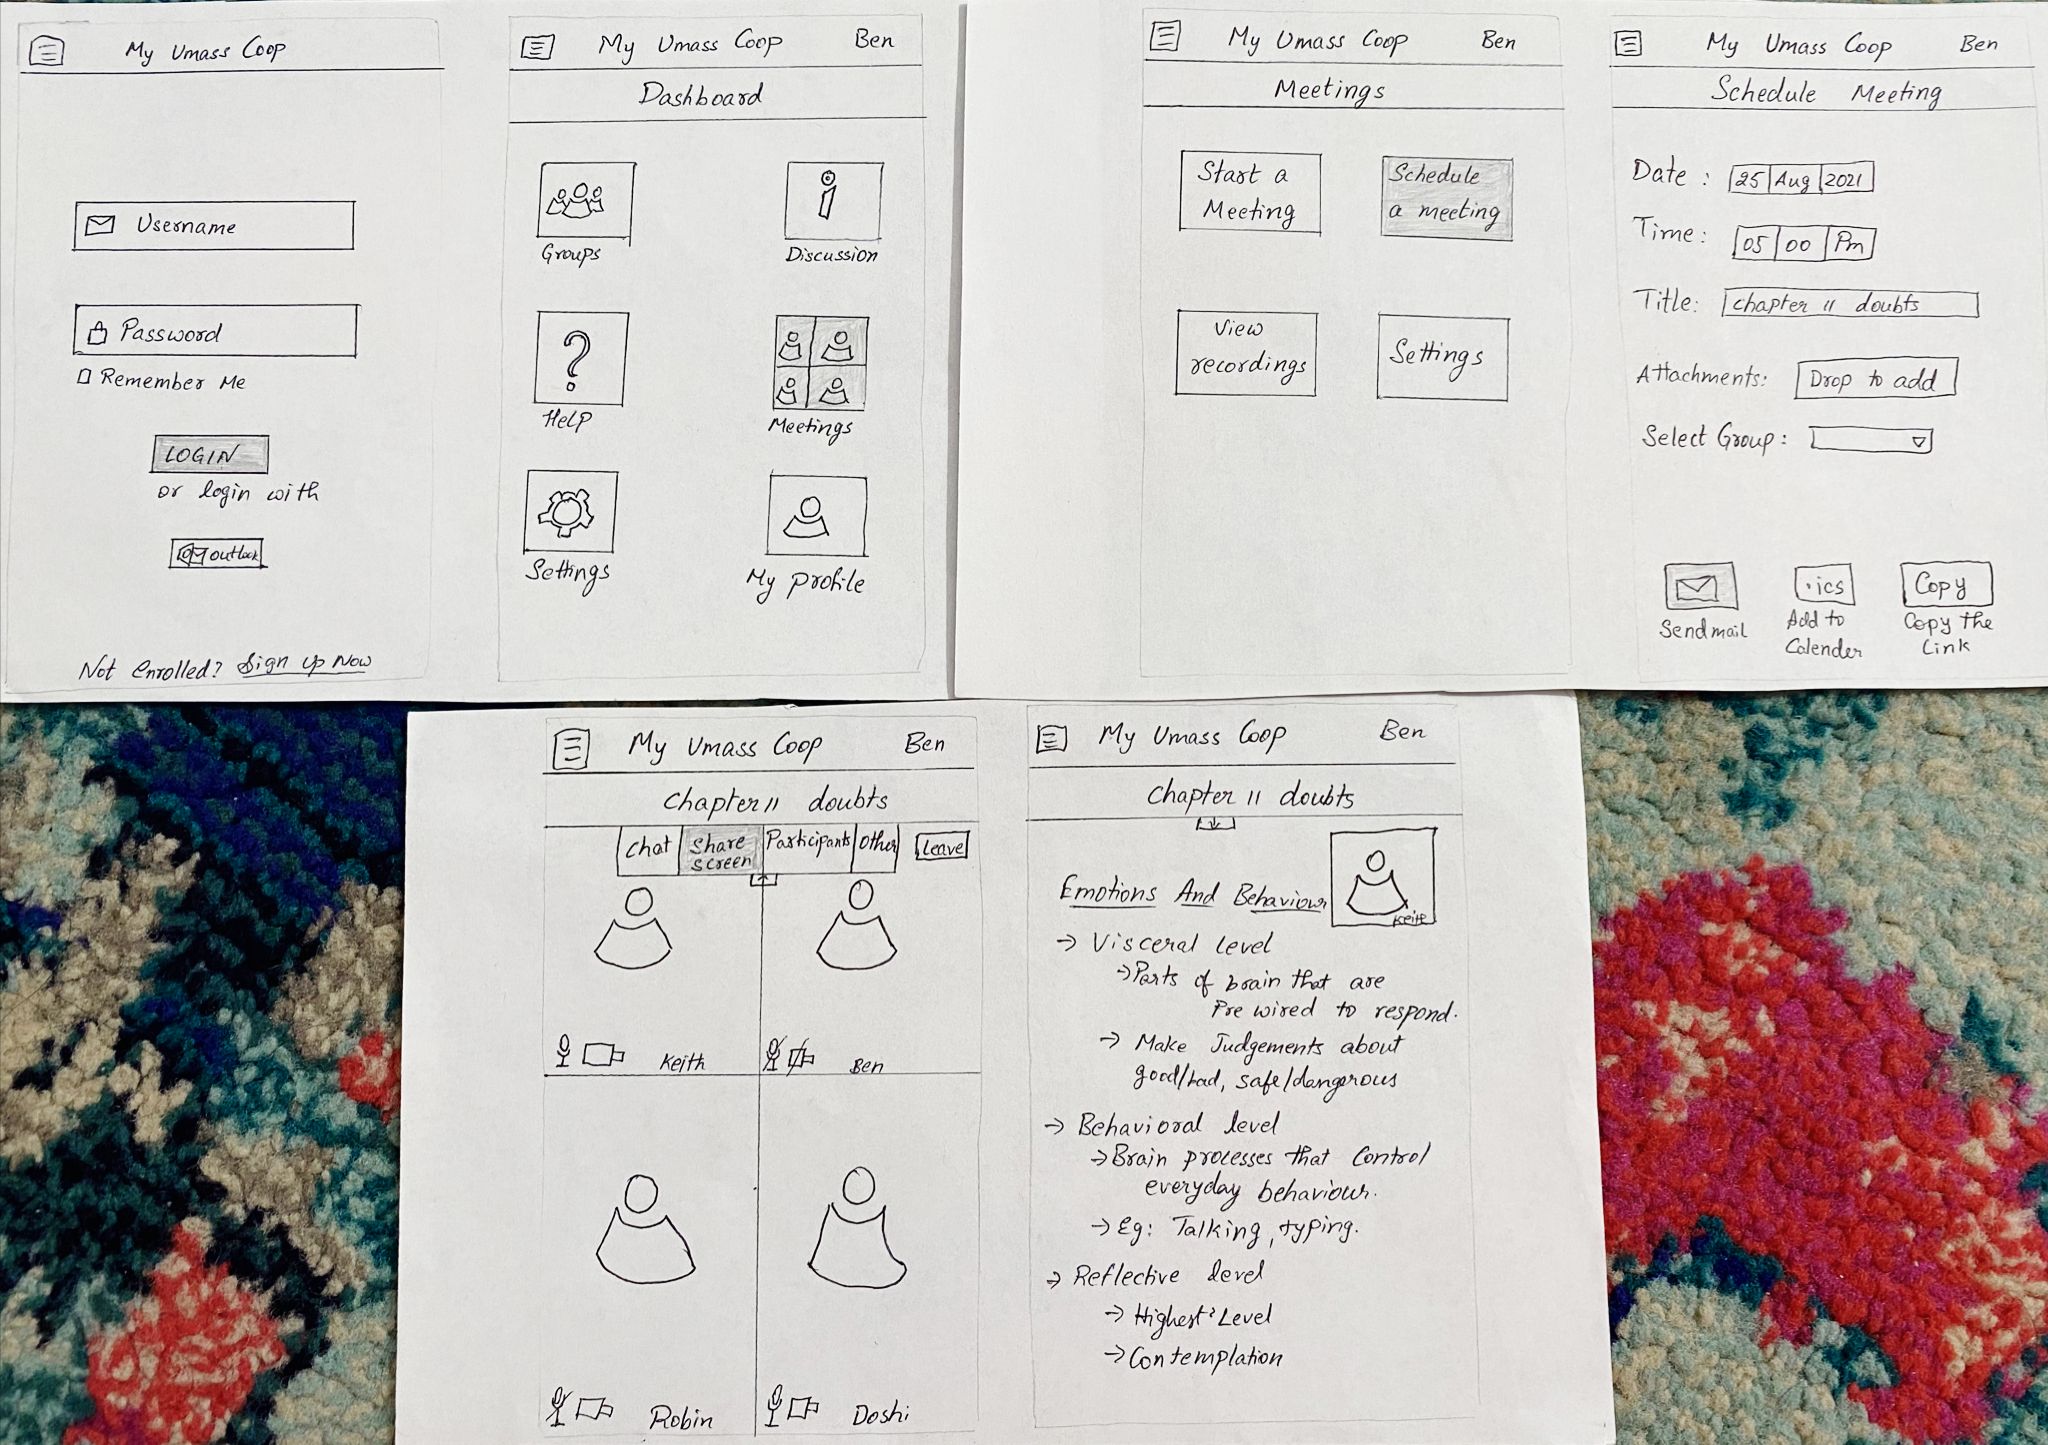 My Umass Coop
Username
Password
Remember Me
LOGIN
or login with
outlook
Not Enrolled? Sign up Now
My Umass Coop Ben
Dashboard
Groups
Discussion
?
Help
Meetings
Settings
My profile
My Umass Coop Ben
Meetings
Start a
Meeting
Schedule
a meeting
View
recordings
Settings
My Umass Coop Ben
Schedule Meeting
Date : 25 Aug 2021
Time : 05 00 Pm
Title: chapter 11 doubts
Attachments: Drop to add
Select Group :
Send mail
.ics
Add to
Calender
Copy
Copy the
Link
My Umass Coop Ben
Chapter 11 doubts
Chat
Share
screen
Participants
Other
Leave
Keith
Ben
Robin
Doshi
My Umass Coop Ben
Chapter 11 doubts
Keith
Emotions And Behaviour
→ Visceral level
→ Parts of brain that are
Pre wired to respond.
→ Make Judgements about
good/bad, safe/dangerous
→ Behavioral level
→ Brain processes that control
everyday behaviour.
→ Eg: Talking, typing.
→ Reflective level
→ Highest Level
→ Contemplation